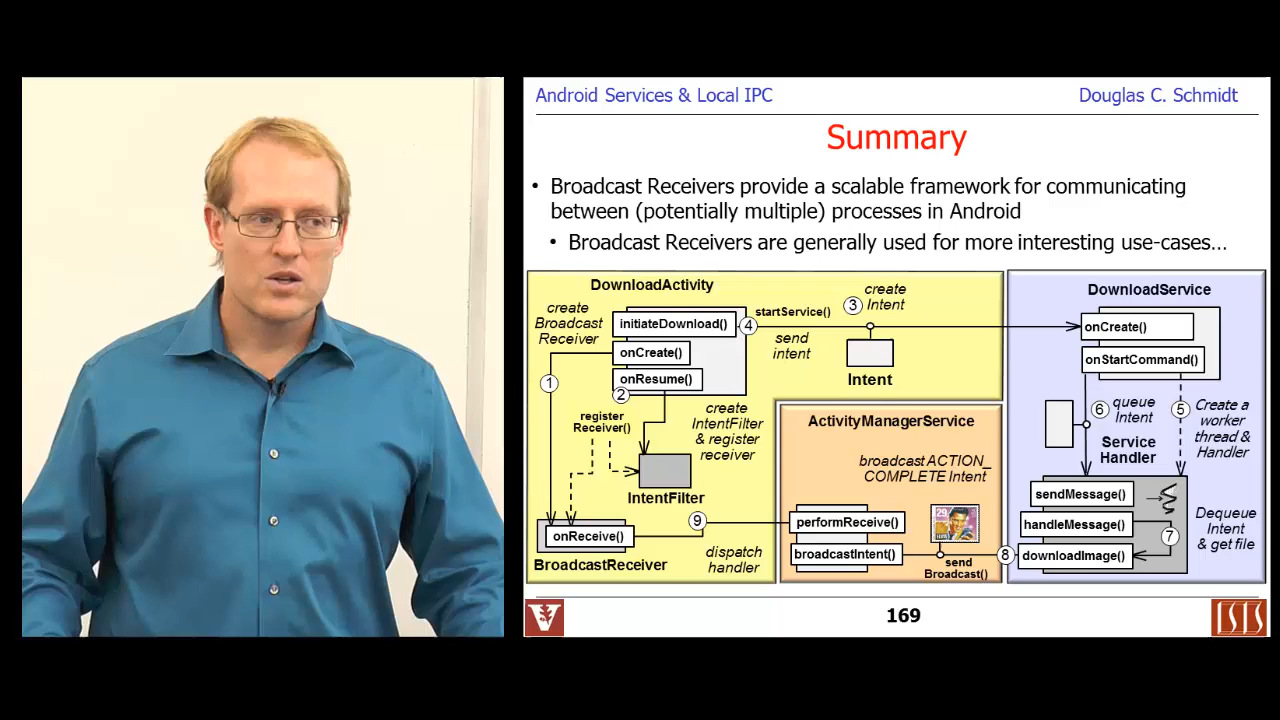 Android Services & Local IPC
Douglas C. Schmidt
Summary
• Broadcast Receivers provide a scalable framework for communicating
between (potentially multiple) processes in Android
• Broadcast Receivers are generally used for more interesting use-cases…
DownloadActivity
create
Broadcast
Receiver
initiateDownload()
onCreate()
onResume()
1
2
register
Receiver()
create
IntentFilter
& register
receiver
IntentFilter
onReceive()
BroadcastReceiver
startService()
3
create
Intent
4
send
intent
Intent
DownloadService
onCreate()
onStartCommand()
6
queue
Intent
5
Create a
worker
thread &
Handler
Service
Handler
sendMessage()
handleMessage()
downloadImage()
7
Dequeue
Intent
& get file
ActivityManagerService
broadcast ACTION_
COMPLETE Intent
performReceive()
broadcastIntent()
29
8
send
Broadcast()
9
dispatch
handler
V
169
ISIS